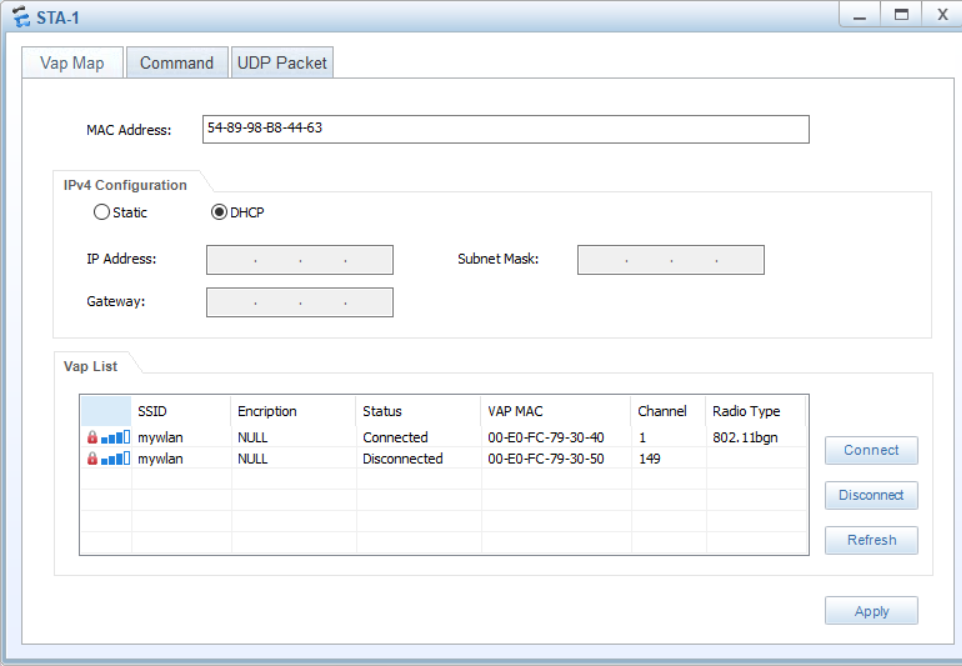 STA-1
Vap Map Command UDP Packet
MAC Address: 54-89-98-B8-44-63
IPv4 Configuration
Static DHCP
IP Address: . . . Subnet Mask: . . .
Gateway: . . .
Vap List
SSID Encription Status VAP MAC Channel Radio Type
mywlan NULL Connected 00-E0-FC-79-30-40 1 802.11bgn
mywlan NULL Disconnected 00-E0-FC-79-30-50 149
Connect
Disconnect
Refresh
Apply